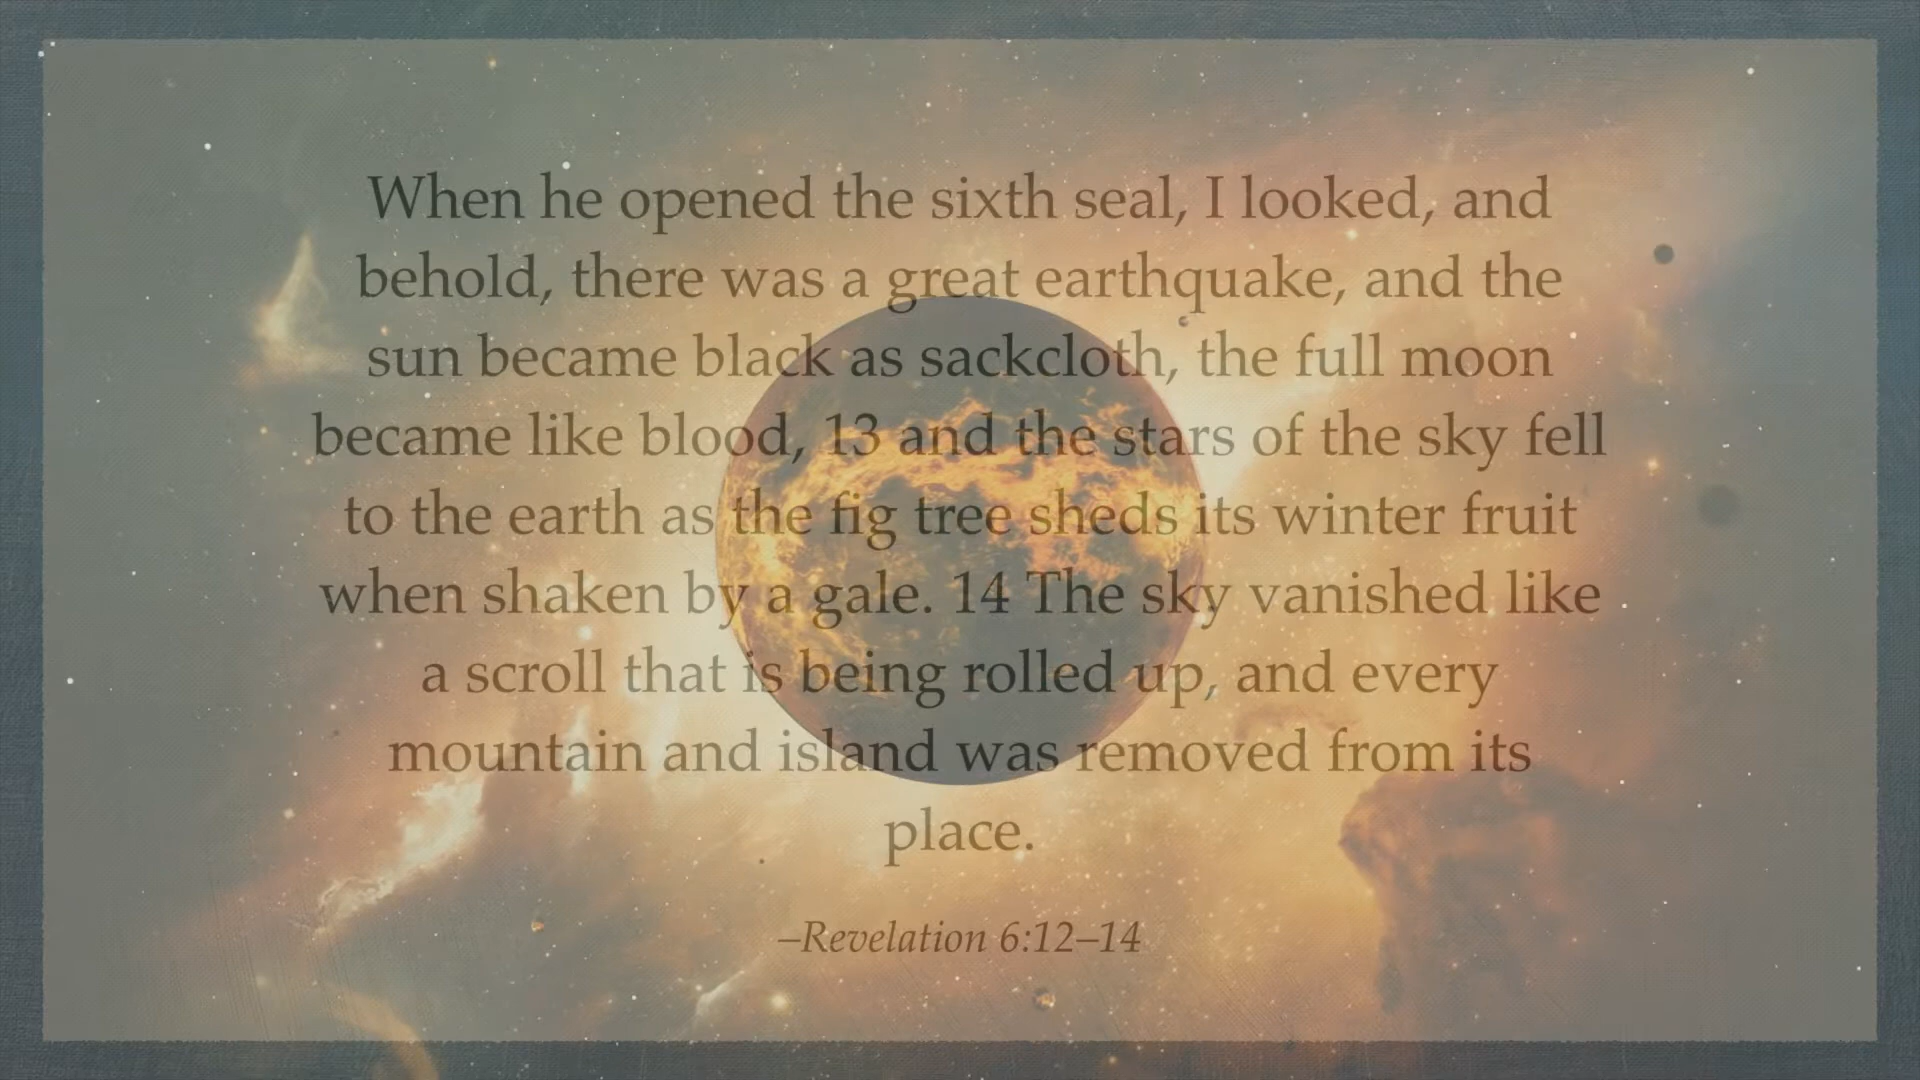 When he opened the sixth seal, I looked, and
behold, there was a great earthquake, and the
sun became black as sackcloth, the full moon
became like blood, 13 and the stars of the sky fell
to the earth as the fig tree sheds its winter fruit
when shaken by a gale. 14 The sky vanished like
a scroll that is being rolled up, and every
mountain and island was removed from its
place.
–Revelation 6:12–14